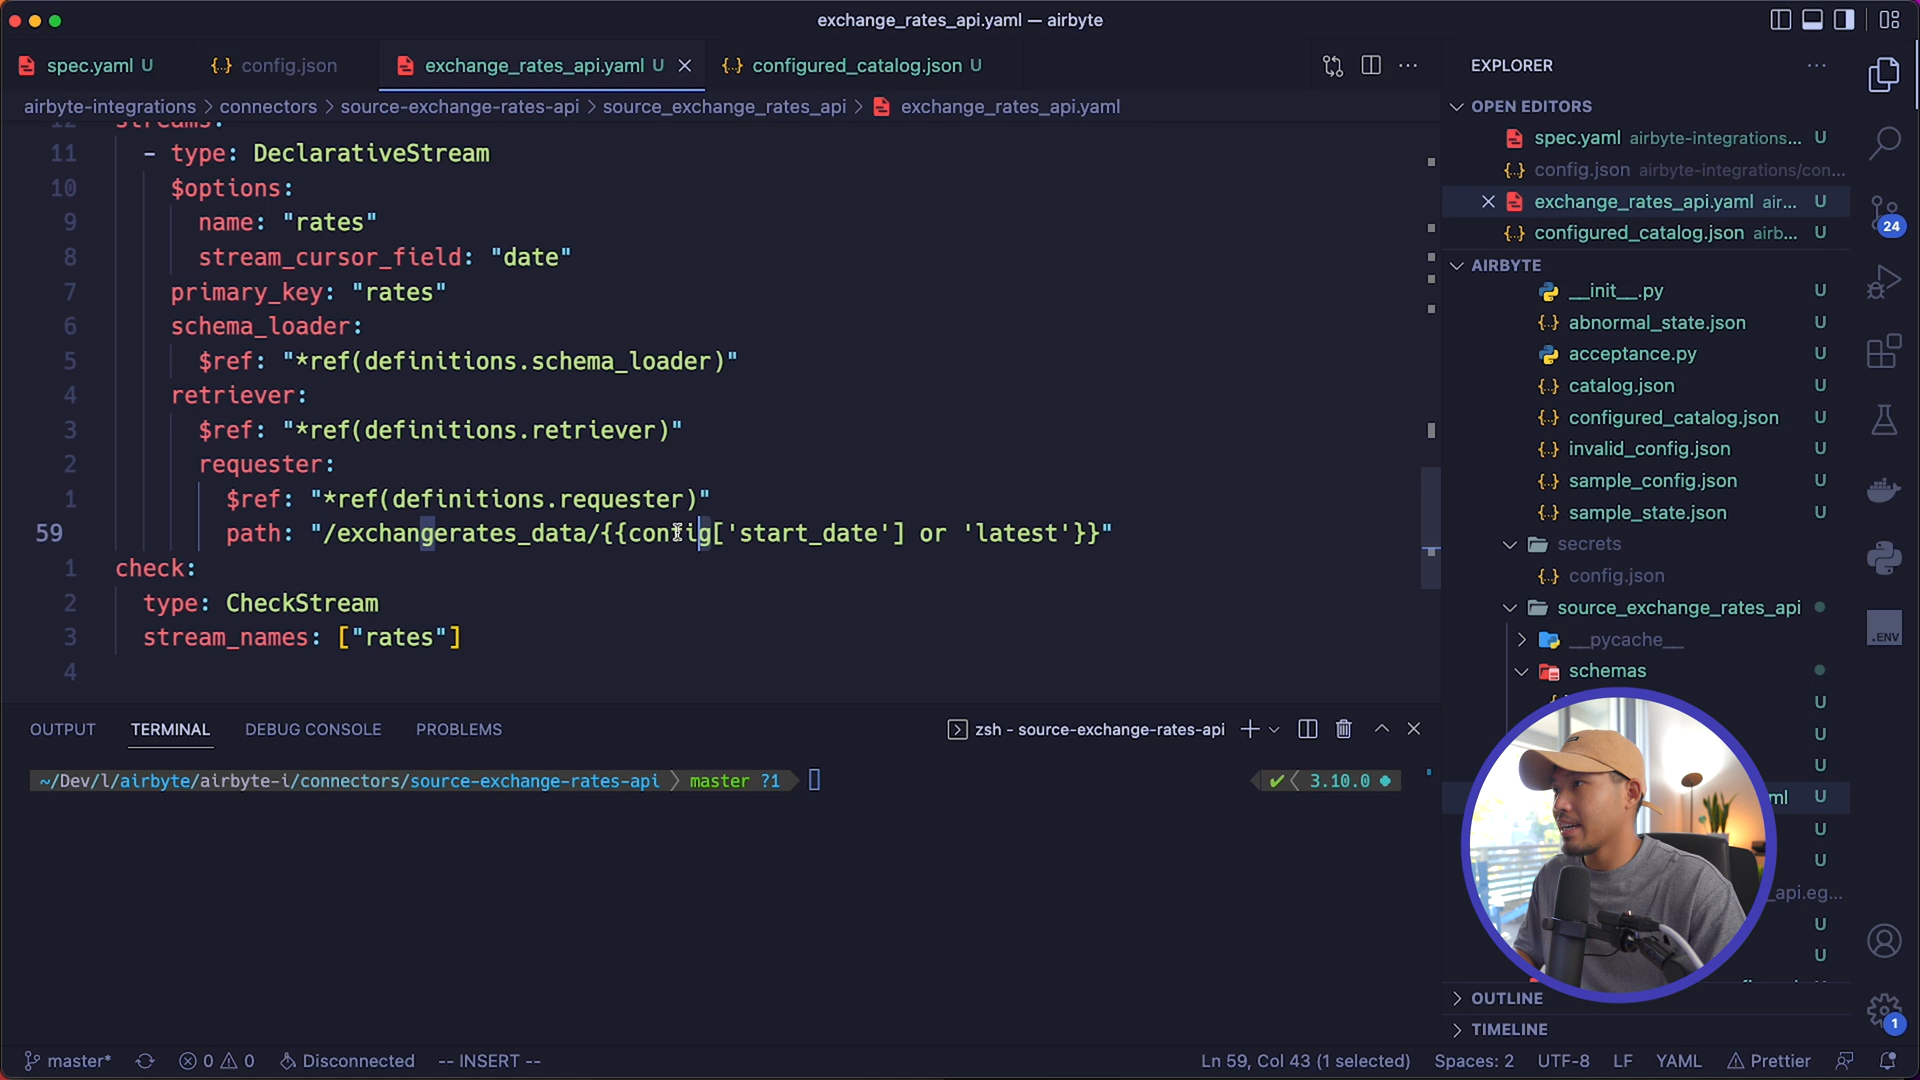 exchange_rates_api.yaml — airbyte
spec.yaml U
config.json
exchange_rates_api.yaml U
configured_catalog.json U
airbyte-integrations > connectors > source-exchange-rates-api > source_exchange_rates_api > exchange_rates_api.yaml
streams:
11 - type: DeclarativeStream
10 $options:
9 name: "rates"
8 stream_cursor_field: "date"
7 primary_key: "rates"
6 schema_loader:
5 $ref: "*ref(definitions.schema_loader)"
4 retriever:
3 $ref: "*ref(definitions.retriever)"
2 requester:
1 $ref: "*ref(definitions.requester)"
59 path: "/exchangerates_data/{{config['start_date'] or 'latest'}}"
1 check:
2 type: CheckStream
3 stream_names: ["rates"]
4
OUTPUT TERMINAL DEBUG CONSOLE PROBLEMS
zsh - source-exchange-rates-api
~/Dev/l/airbyte/airbyte-i/connectors/source-exchange-rates-api > master ?1
3.10.0
EXPLORER
OPEN EDITORS
spec.yaml airbyte-integrations... U
config.json airbyte-integrations/con...
exchange_rates_api.yaml air... U
configured_catalog.json airb... U
AIRBYTE
__init__.py U
abnormal_state.json U
acceptance.py U
catalog.json U
configured_catalog.json U
invalid_config.json U
sample_config.json U
sample_state.json U
secrets
config.json
source_exchange_rates_api
__pycache__
schemas
U
U
U
ml U
U
U
_api.eg...
U
U
OUTLINE
TIMELINE
24
.ENV
1
master* 0 0 Disconnected -- INSERT --
Ln 59, Col 43 (1 selected) Spaces: 2 UTF-8 LF YAML Prettier